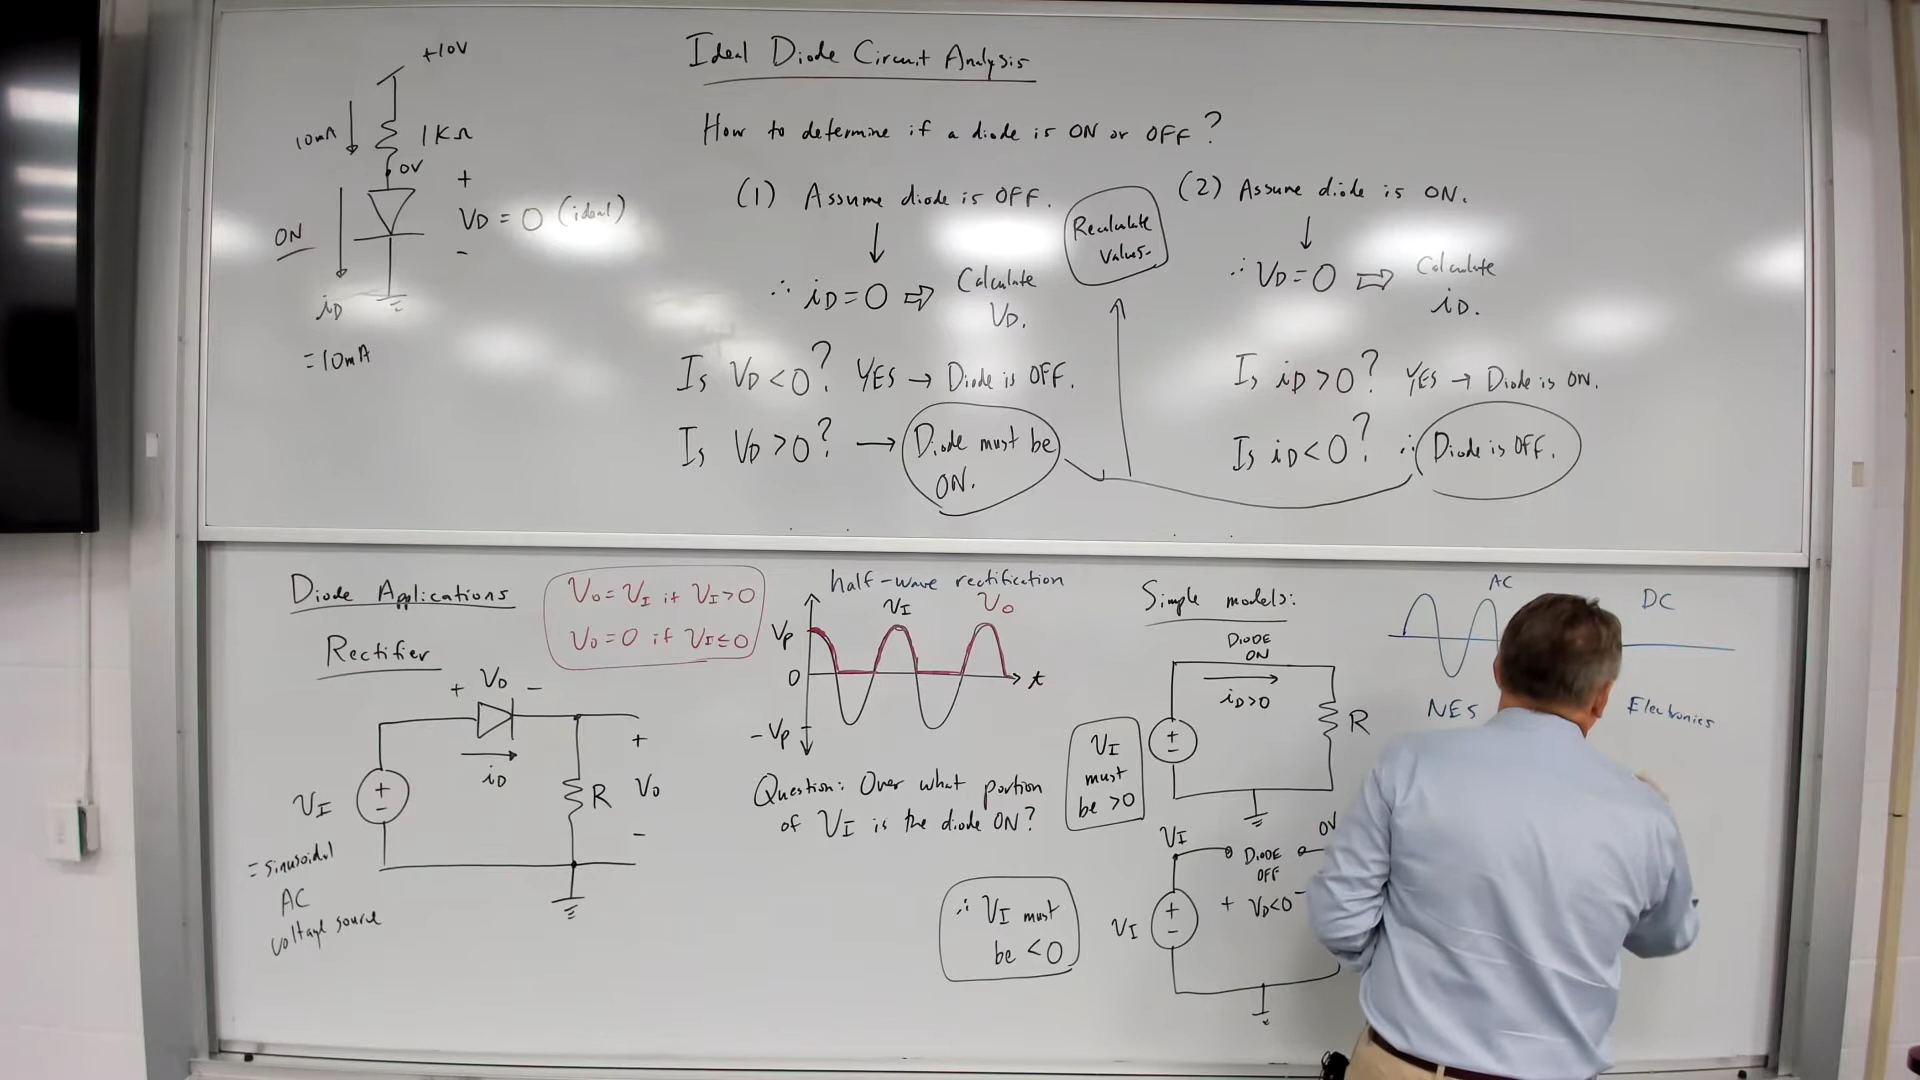 Ideal Diode Circuit Analysis
How to determine if a diode is ON or OFF?
+10V
10mA
1KΩ
0V
+
VD = 0 (ideal)
-
ON
iD
= 10mA
(1) Assume diode is OFF.
∴ iD = 0 ⇨ Calculate
VD.
Is VD < 0? YES → Diode is OFF.
Is VD > 0? → Diode must be
ON.
Recalculate
Values.
(2) Assume diode is ON.
∴ VD = 0 ⇨ Calculate
iD.
Is iD > 0? YES → Diode is ON.
Is iD < 0? ∴ Diode is OFF.
Diode Applications
Rectifier
VO = VI if VI > 0
VO = 0 if VI ≤ 0
+ VD -
iD
VI
+
-
R
+
VO
-
= sinusoidal
AC
voltage source
half-wave rectification
VI
VO
Vp
0
-Vp
t
Question: Over what portion
of VI is the diode ON?
Simple models:
DIODE
ON
iD>0
VI
must
be >0
+
-
R
VI
0V
DIODE
OFF
+ VD<0 -
VI
+
-
∴ VI must
be < 0
AC
DC
NES
Electronics